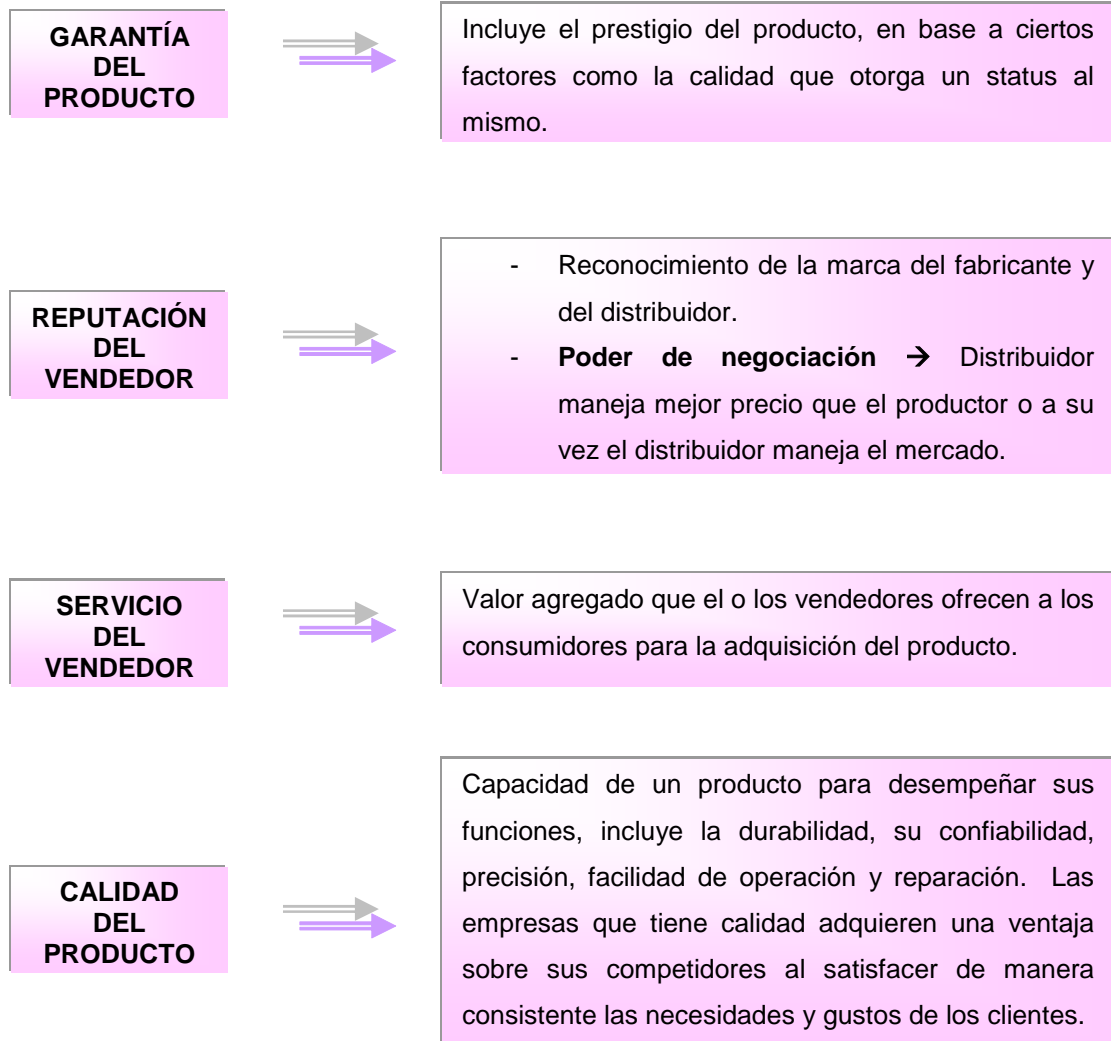 GARANTÍA
DEL
PRODUCTO
Incluye el prestigio del producto, en base a ciertos
factores como la calidad que otorga un status al
mismo.
REPUTACIÓN
DEL
VENDEDOR
- Reconocimiento de la marca del fabricante y
del distribuidor.
- Poder de negociación → Distribuidor
maneja mejor precio que el productor o a su
vez el distribuidor maneja el mercado.
SERVICIO
DEL
VENDEDOR
Valor agregado que el o los vendedores ofrecen a los
consumidores para la adquisición del producto.
CALIDAD
DEL
PRODUCTO
Capacidad de un producto para desempeñar sus
funciones, incluye la durabilidad, su confiabilidad,
precisión, facilidad de operación y reparación. Las
empresas que tiene calidad adquieren una ventaja
sobre sus competidores al satisfacer de manera
consistente las necesidades y gustos de los clientes.